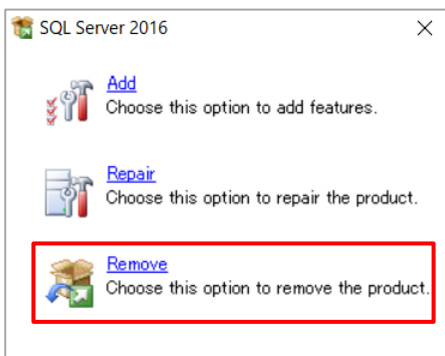 SQL Server 2016
Add
Choose this option to add features.
Repair
Choose this option to repair the product.
Remove
Choose this option to remove the product.